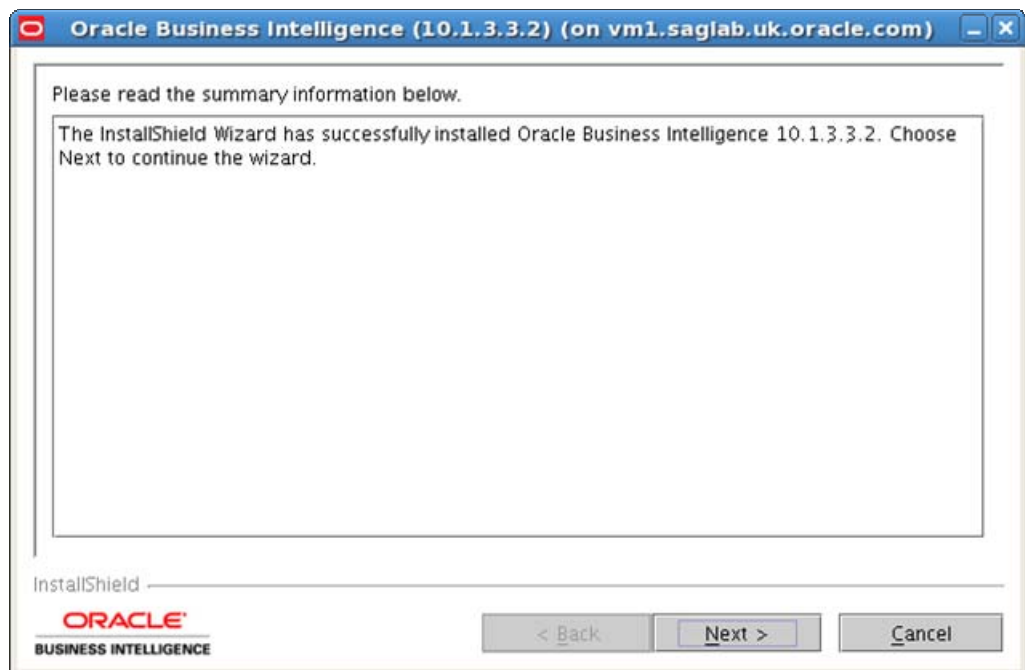 Oracle Business Intelligence (10.1.3.3.2) (on vm1.saglab.uk.oracle.com)
Please read the summary information below.
The InstallShield Wizard has successfully installed Oracle Business Intelligence 10.1.3.3.2. Choose
Next to continue the wizard.
InstallShield
ORACLE
BUSINESS INTELLIGENCE
< Back
Next >
Cancel